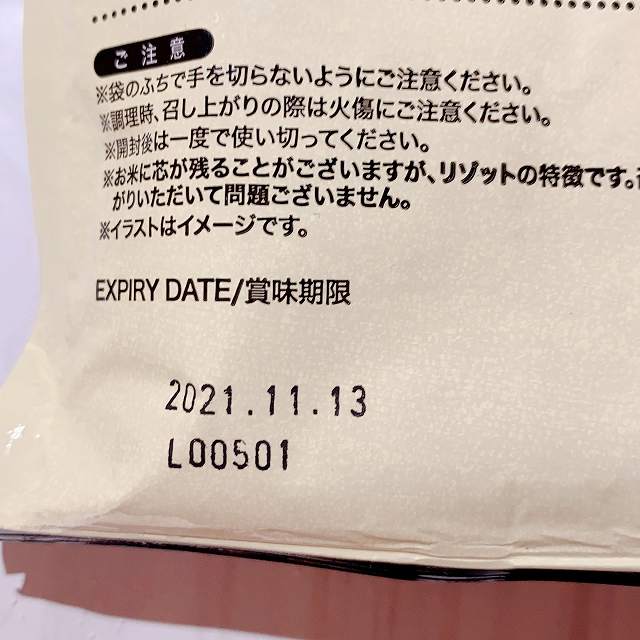 ご注意
※袋のふちで手を切らないようにご注意ください。
※調理時、召し上がりの際は火傷にご注意ください。
※開封後は一度で使い切ってください。
※お米に芯が残ることがございますが、リゾットの特徴です。
がりいただいて問題ございません。
※イラストはイメージです。
EXPIRY DATE/賞味期限
2021.11.13
L00501